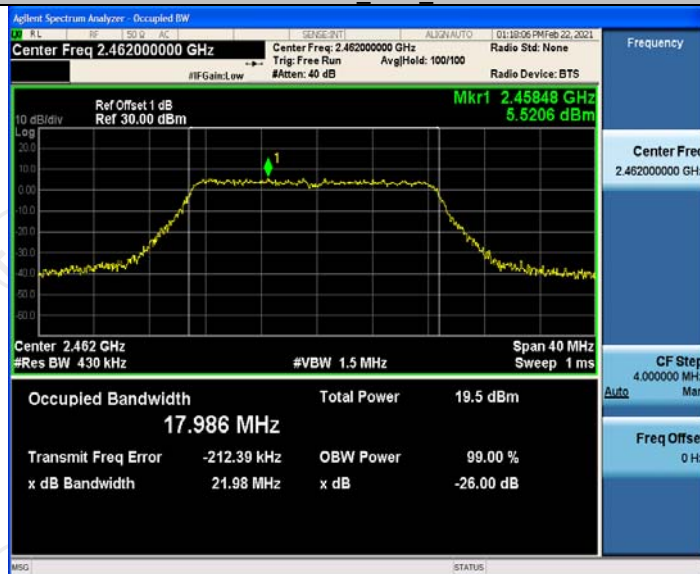 Agilent Spectrum Analyzer - Occupied BW
RL RF 50 Ω AC SENSE:INT ALIGN AUTO 01:18:06 PM Feb 22, 2021
Center Freq 2.462000000 GHz
Center Freq: 2.462000000 GHz
Radio Std: None
Trig: Free Run Avg|Hold: 100/100
#IFGain:Low #Atten: 40 dB Radio Device: BTS
Frequency
Ref Offset 1 dB
Mkr1 2.45848 GHz
10 dB/div Ref 30.00 dBm
5.5206 dBm
Log
20.0
10.0
0.00
-10.0
-20.0
-30.0
-40.0
-50.0
-60.0
1
Center 2.462 GHz Span 40 MHz
#Res BW 430 kHz #VBW 1.5 MHz Sweep 1 ms
Occupied Bandwidth Total Power 19.5 dBm
17.986 MHz
Transmit Freq Error -212.39 kHz OBW Power 99.00 %
x dB Bandwidth 21.98 MHz x dB -26.00 dB
Center Freq
2.462000000 GHz
CF Step
4.000000 MHz
Auto Man
Freq Offset
0 Hz
MSG STATUS